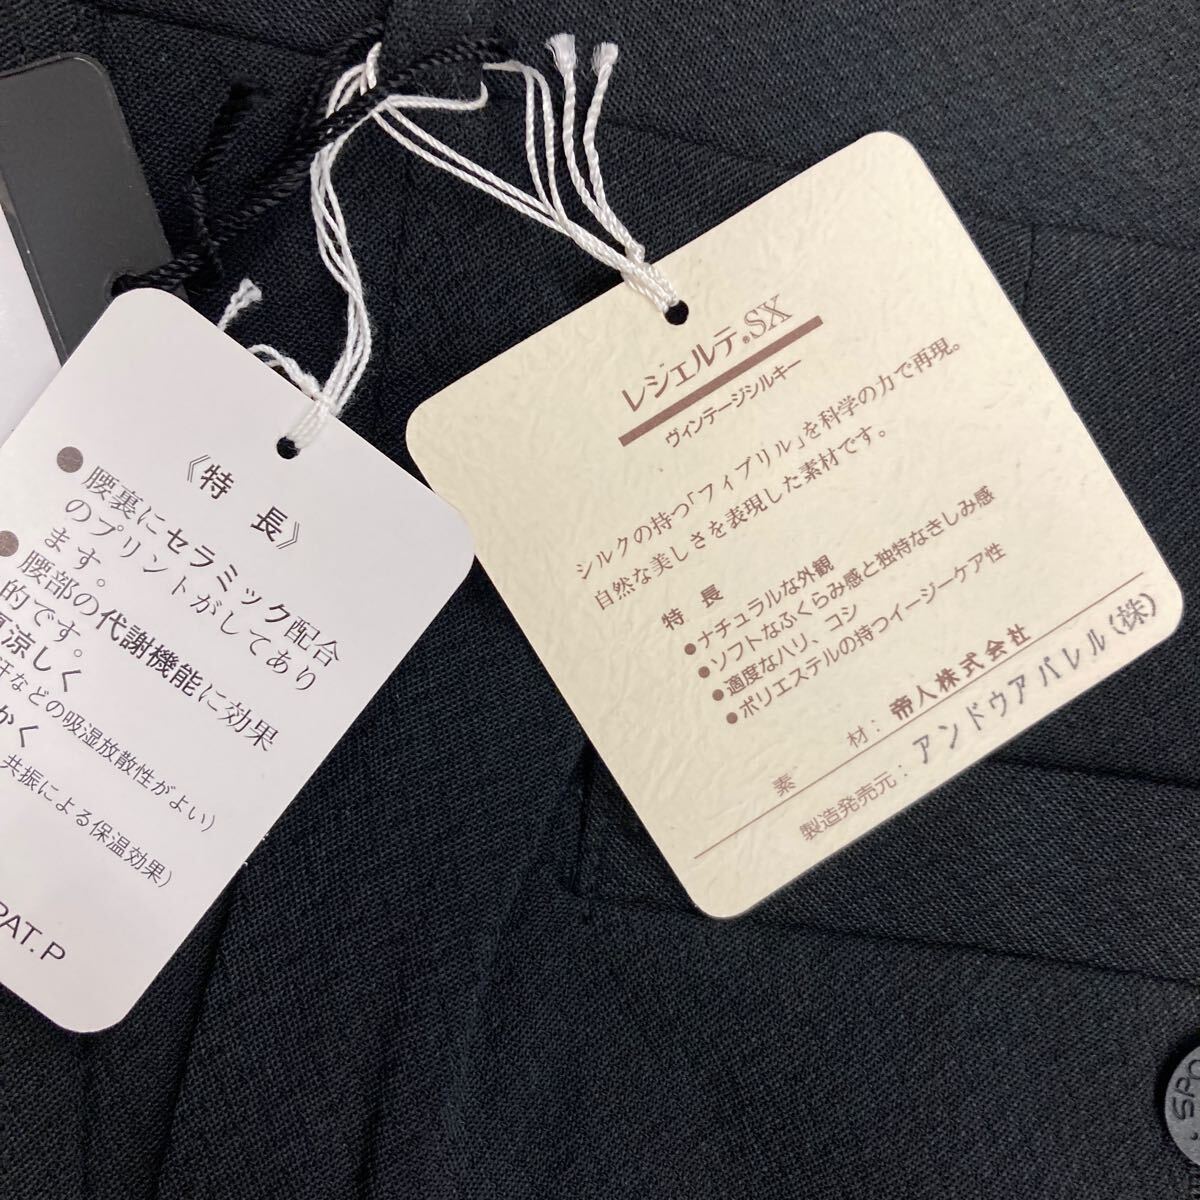 《特 長》
● 腰裏にセラミック配合
のプリントがしてあり
ます。
● 腰部の代謝機能に効果
的です。
涼しく
汗などの吸湿放散性がよい)
かく
共振による保温効果)
PAT.P
レジェルテ®SX
ヴィンテージシルキー
シルクの持つ「フィブリル」を科学の力で再現。
自然な美しさを表現した素材です。
特 長
●ナチュラルな外観
●ソフトなふくらみ感と独特なきしみ感
●適度なハリ、コシ
●ポリエステルの持つイージーケア性
素 材：帝人株式会社
製造発売元：アンドウアパレル(株)
SPO